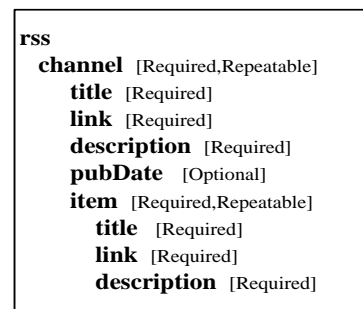 rss
channel [Required,Repeatable]
title [Required]
link [Required]
description [Required]
pubDate [Optional]
item [Required,Repeatable]
title [Required]
link [Required]
description [Required]